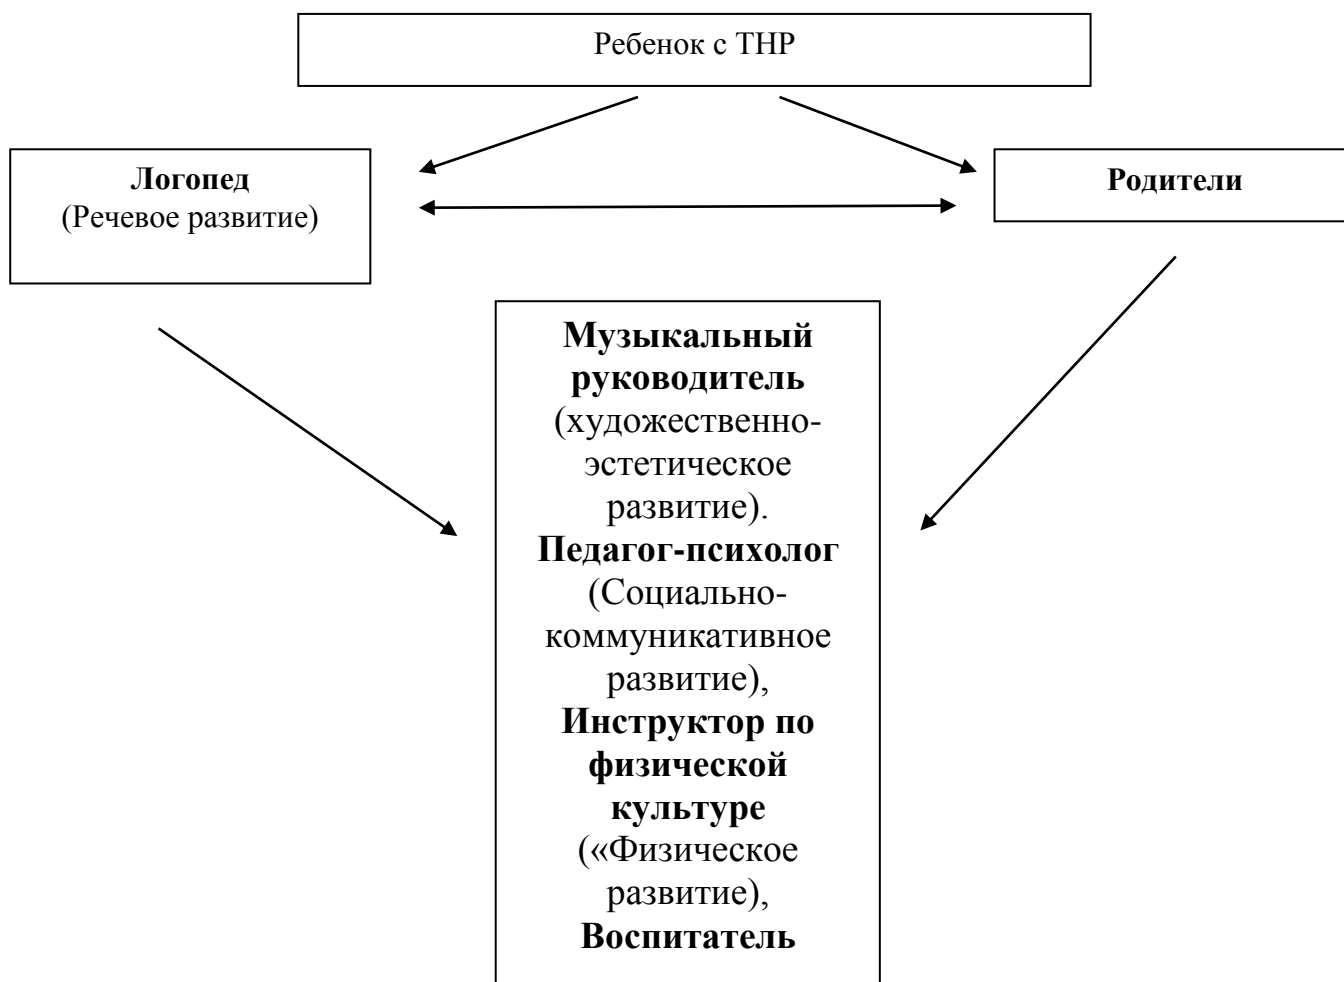 Ребенок с ТНР
Логопед
(Речевое развитие)
Родители
Музыкальный
руководитель
(художественно-
эстетическое
развитие).
Педагог-психолог
(Социально-
коммуникативное
развитие),
Инструктор по
физической
культуре
(«Физическое
развитие),
Воспитатель